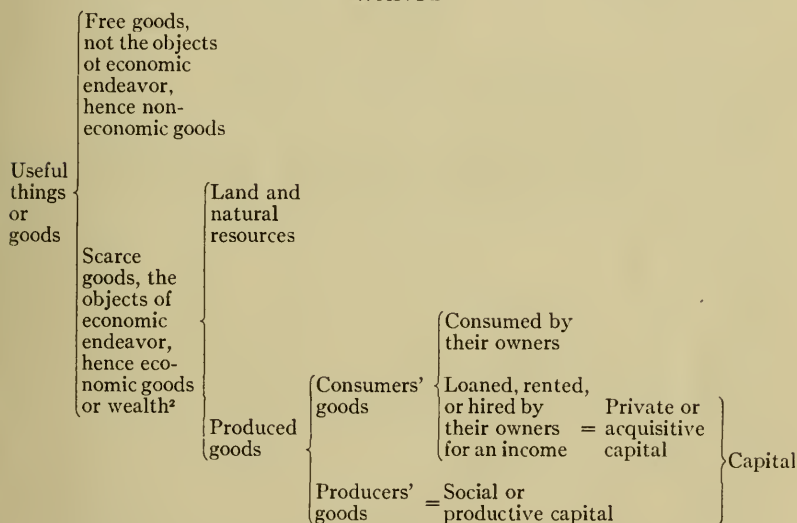 Free goods,
not the objects
of economic
endeavor,
hence non-
economic goods
Useful
things
or
goods
Land and
natural
resources
Scarce
goods, the
objects of
economic
endeavor,
hence eco-
nomic goods
or wealth²
Consumed by
their owners
Consumers'
goods
Loaned, rented,
or hired by
their owners
for an income
= Private or
acquisitive
capital
Produced
goods
Capital
Producers'
goods
= Social or
productive capital